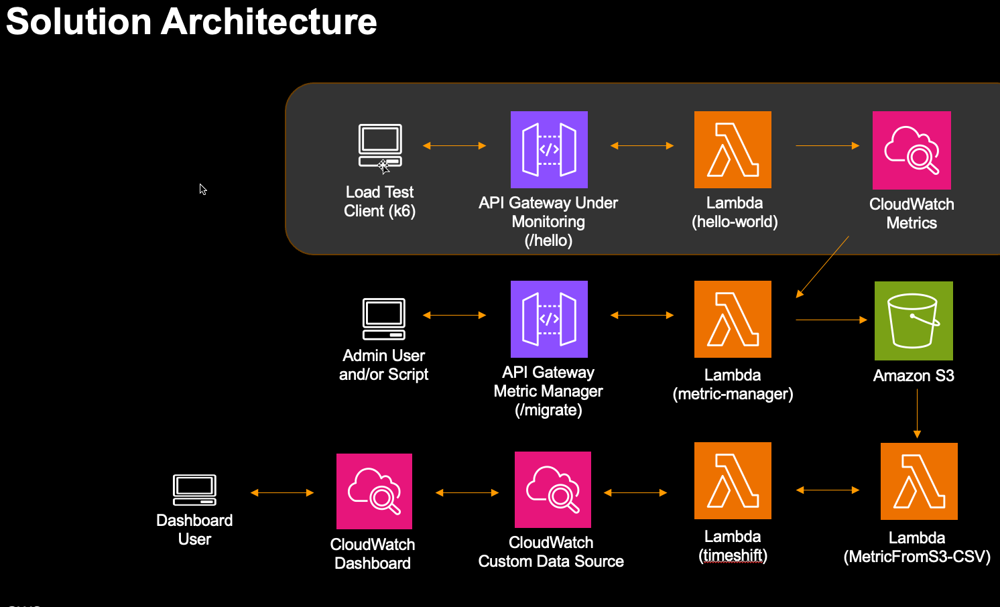 Solution Architecture
Load Test
Client (k6)
API Gateway Under
Monitoring
(/hello)
Lambda
(hello-world)
CloudWatch
Metrics
Admin User
and/or Script
API Gateway
Metric Manager
(/migrate)
Lambda
(metric-manager)
Amazon S3
Dashboard
User
CloudWatch
Dashboard
CloudWatch
Custom Data Source
Lambda
(timeshift)
Lambda
(MetricFromS3-CSV)